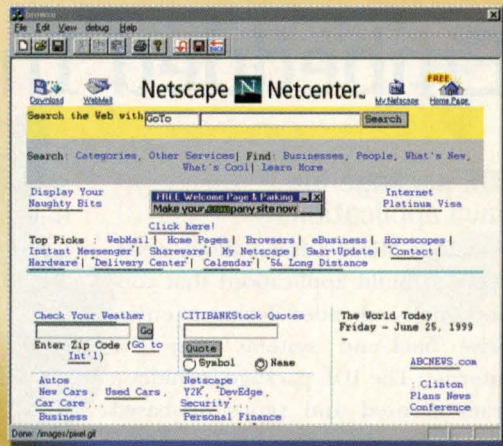 browse
File Edit View debug Help
FREE
Download WebMail Netscape N Netcenter™ My Netscape Home Page
Search the Web with GoTo Search
Search: Categories, Other Services| Find: Businesses, People, What's New,
What's Cool| Learn More
Display Your
Naughty Bits
FREE Welcome Page & Parking
Make your .company site now
Internet
Platinum Visa
Click here!
Top Picks : WebMail| Home Pages| Browsers| eBusiness| Horoscopes|
Instant Messenger| Shareware| My Netscape| SmartUpdate| Contact|
Hardware| Delivery Center| Calendar| 5¢ Long Distance
Check Your Weather
Go
Enter Zip Code (Go to
Int'l)
CITIBANKStock Quotes
Quote
Symbol Name
The World Today
Friday - June 25, 1999
ABCNEWS.com
: Clinton
Plans News
Conference
Autos
New Cars, Used Cars,
Car Care...
Business
Netscape
Y2K, DevEdge,
Security...
Personal Finance
Done: /images/pixel.gif